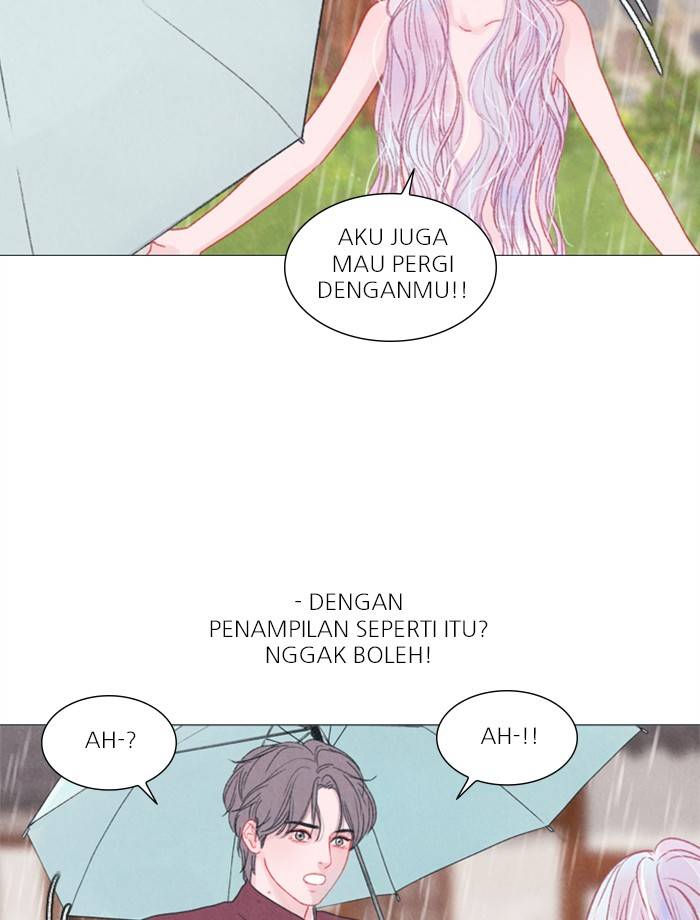 AKU JUGA
MAU PERGI
DENGANMU!!
- DENGAN
PENAMPILAN SEPERTI ITU?
NGGAK BOLEH!
AH-?
AH-!!